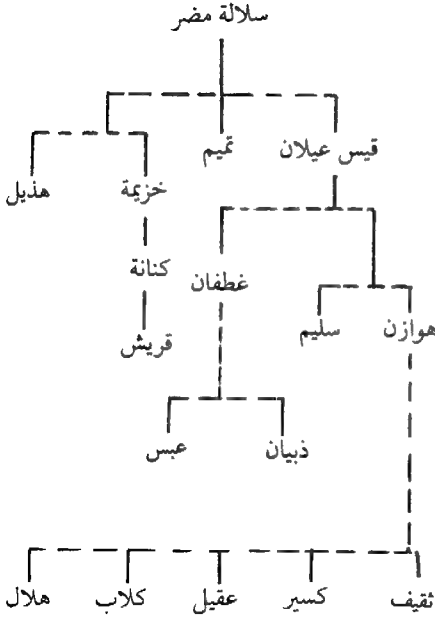 سلالة مضر
قيس عيلان تميم
خزيمة هذيل
كنانة غطفان
هوازن سليم قريش
ذبيان عبس
ثقيف كسير عقيل كلاب هلال